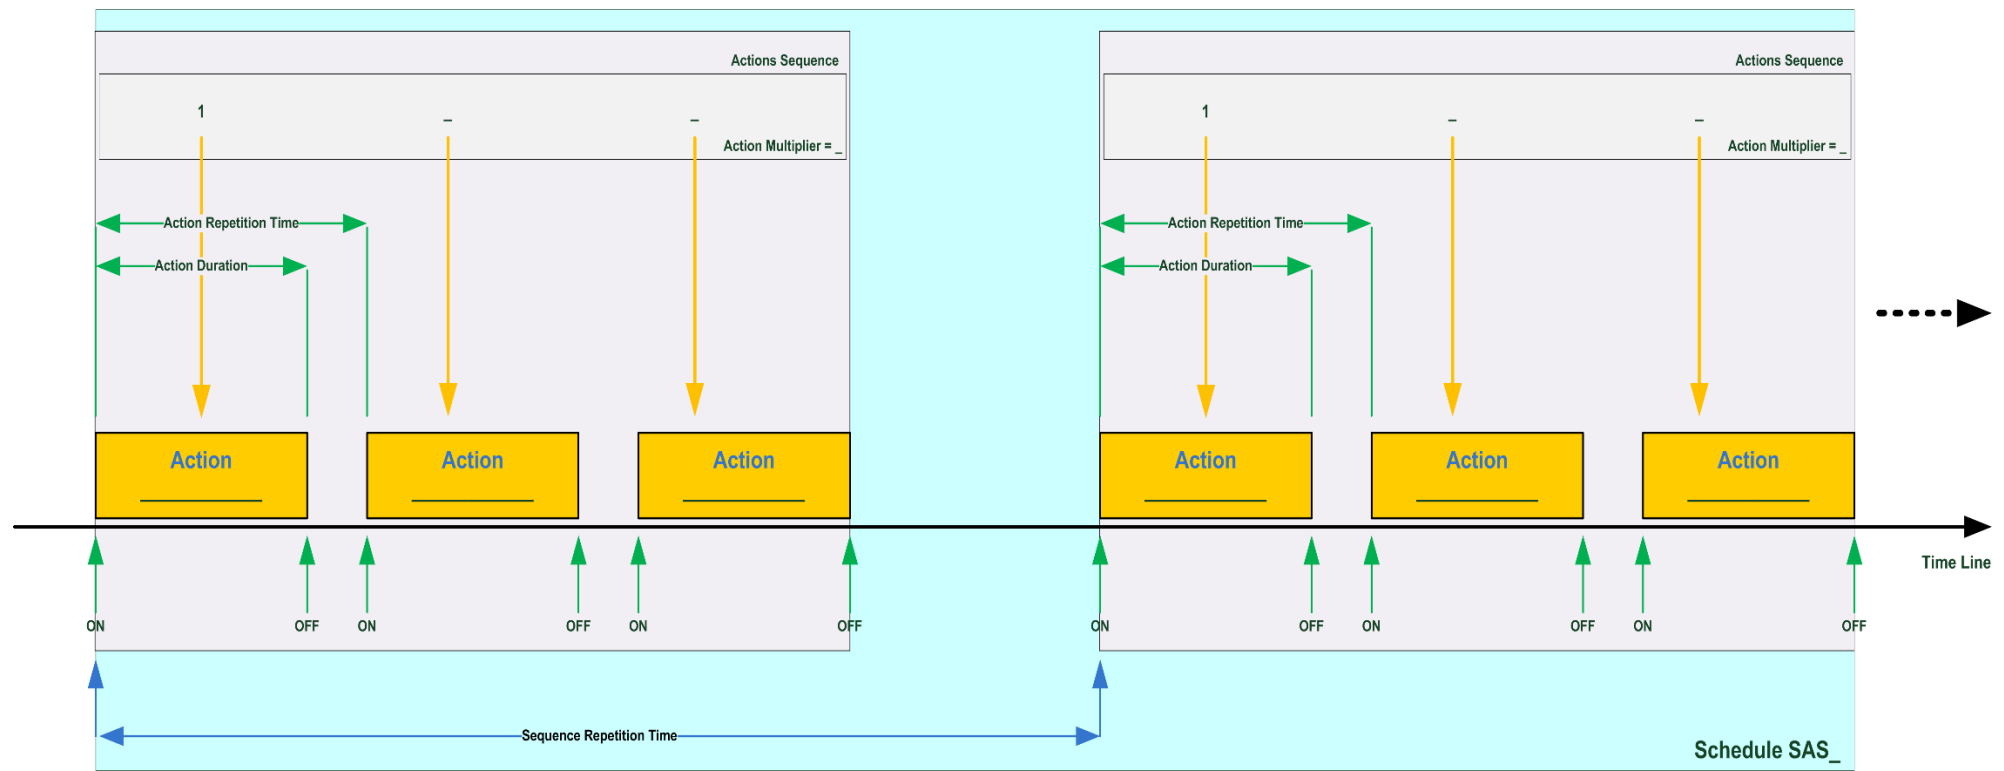 Actions Sequence Actions Sequence
1 _ _ 1 _ _
Action Multiplier = _ Action Multiplier = _
Action Repetition Time Action Repetition Time
Action Duration Action Duration
Action Action Action Action Action Action
Time Line
ON OFF ON OFF ON OFF ON OFF ON OFF ON OFF
Sequence Repetition Time
Schedule SAS_